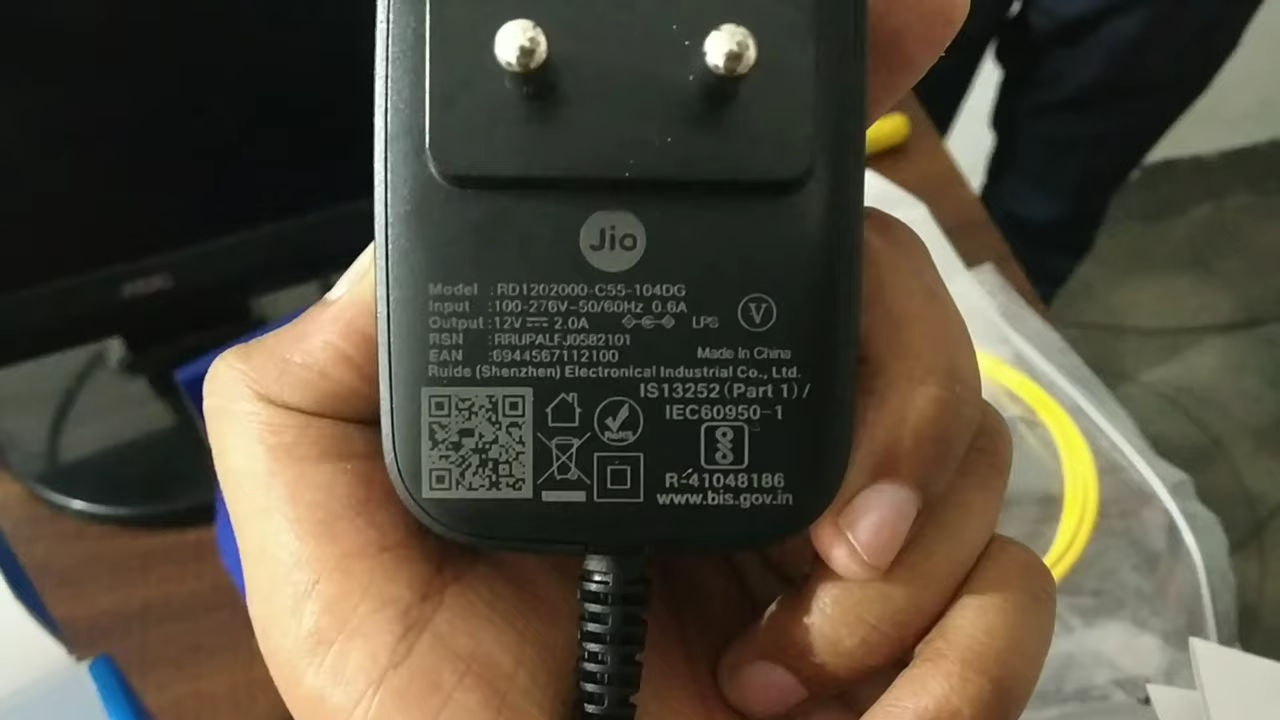 Jio
Model :RD1202000-C55-104DG
Input :100-276V~50/60Hz 0.6A
Output :12V⎓ 2.0A LPS V
RSN :RRUPALFJ0582101
EAN :6944567112100
Made In China
Ruide (Shenzhen) Electronical Industrial Co., Ltd.
IS13252(Part 1)/
IEC60950-1
RoHS
R-41048186
www.bis.gov.in